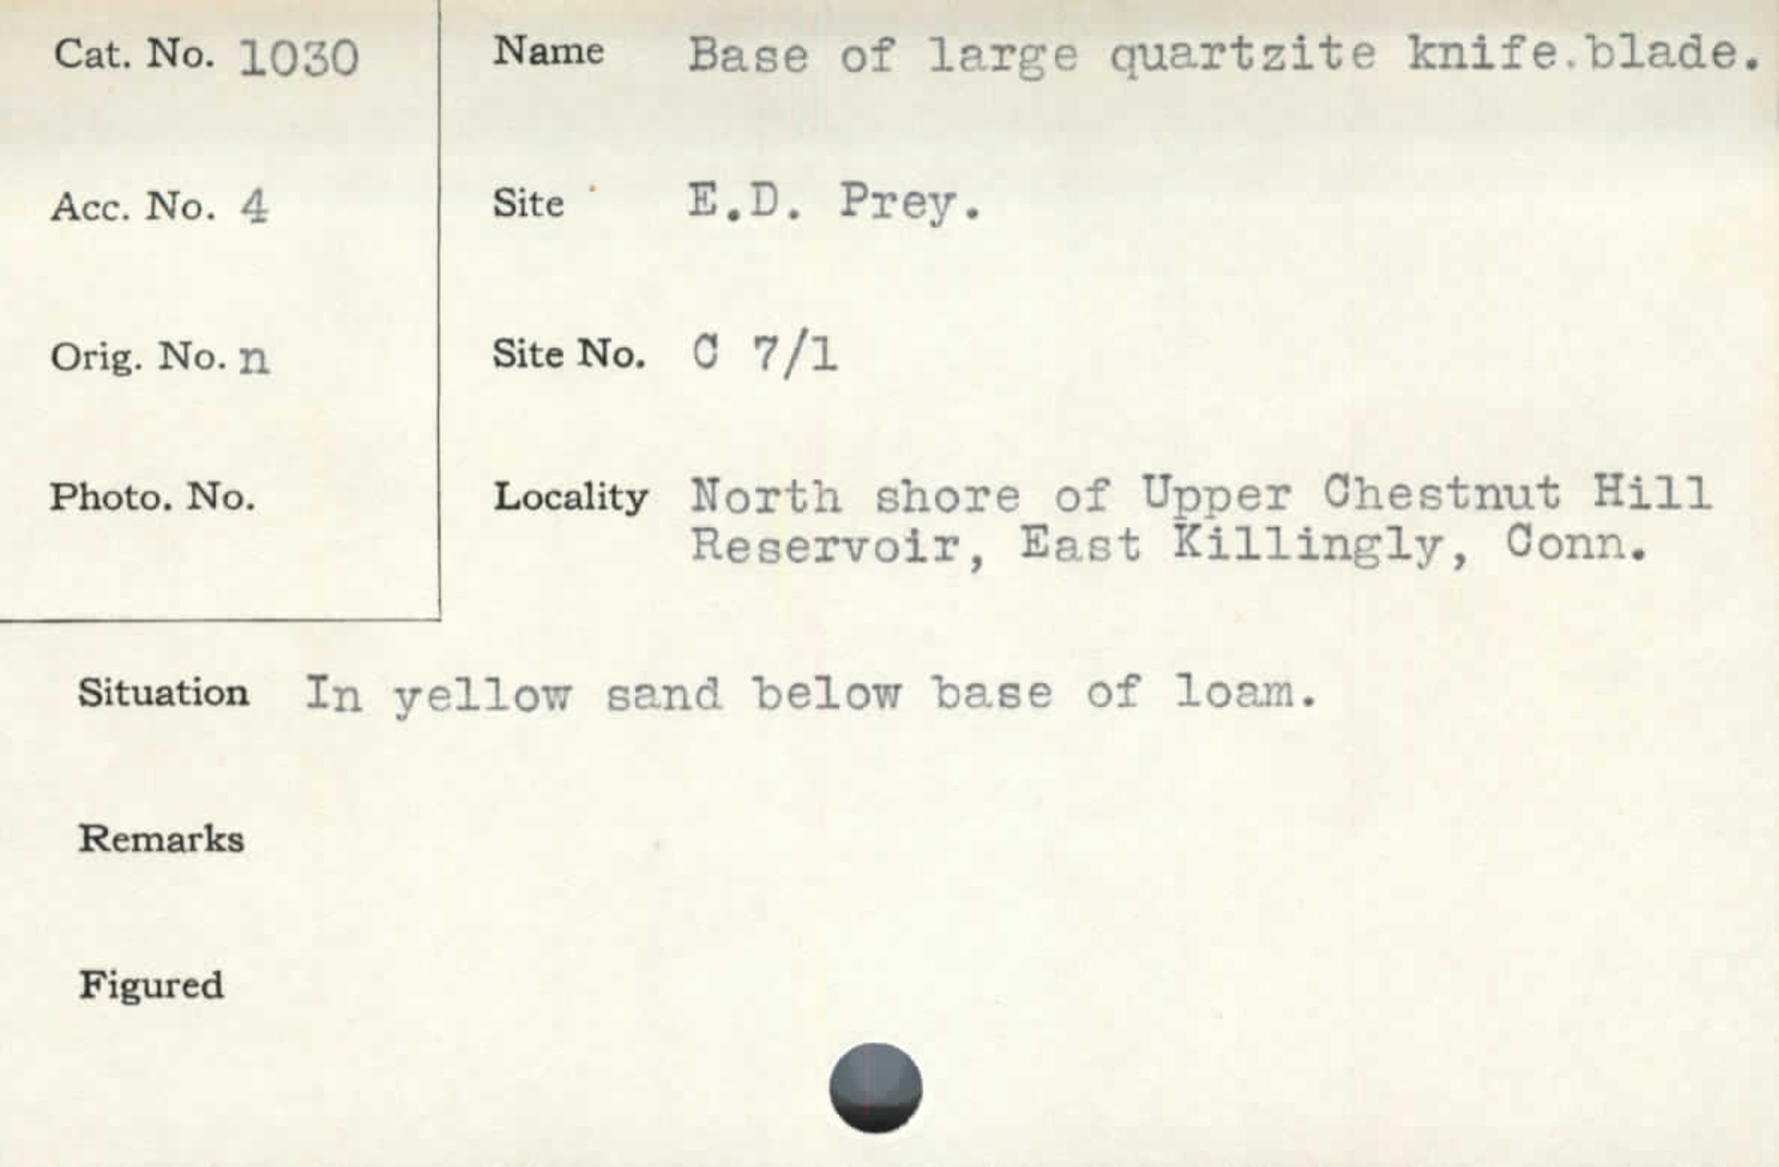 Cat. No. 1030
Name Base of large quartzite knife.blade.
Acc. No. 4
Site E.D. Prey.
Orig. No. n
Site No. C 7/1
Photo. No.
Locality North shore of Upper Chestnut Hill
Reservoir, East Killingly, Conn.
Situation In yellow sand below base of loam.
Remarks
Figured